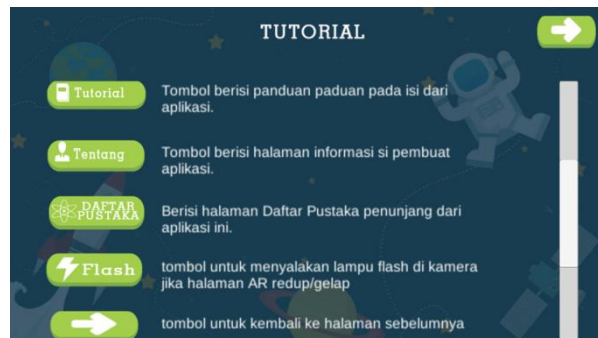 TUTORIAL
Tutorial
Tombol berisi panduan paduan pada isi dari
aplikasi.
Tentang
Tombol berisi halaman informasi si pembuat
aplikasi.
DAFTAR
PUSTAKA
Berisi halaman Daftar Pustaka penunjang dari
aplikasi ini.
Flash
tombol untuk menyalakan lampu flash di kamera
jika halaman AR redup/gelap
tombol untuk kembali ke halaman sebelumnya